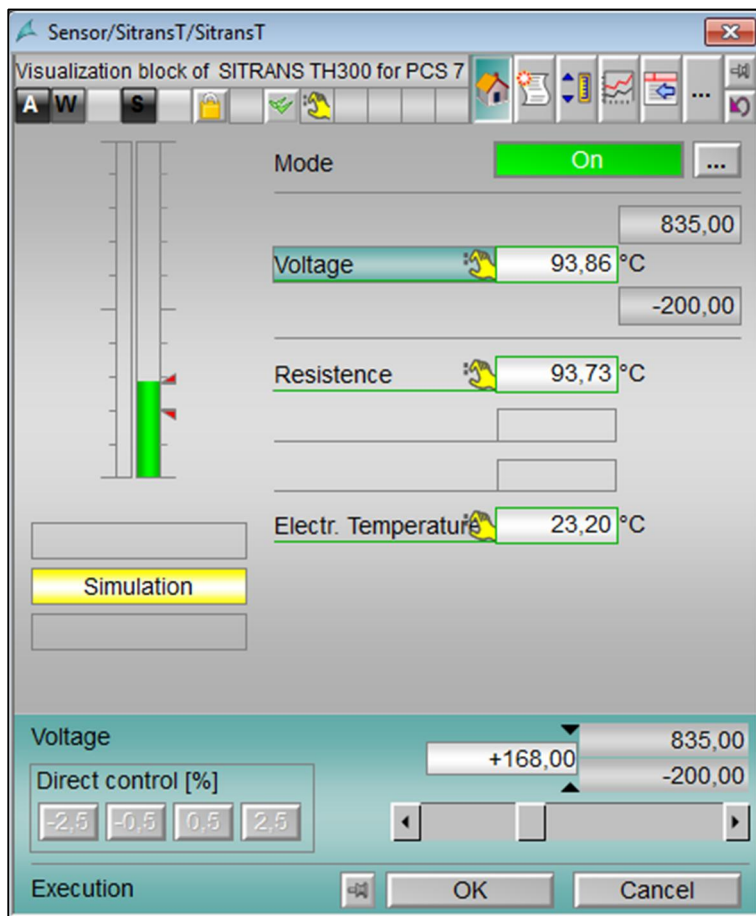 Sensor/SitransT/SitransT
Visualization block of SITRANS TH300 for PCS 7
A W S
...
Mode On ...
835,00
Voltage 93,86 °C
-200,00
Resistence 93,73 °C
Electr. Temperature 23,20 °C
Simulation
Voltage
+168,00 835,00
-200,00
Direct control [%]
-2,5 -0,5 0,5 2,5
Execution OK Cancel